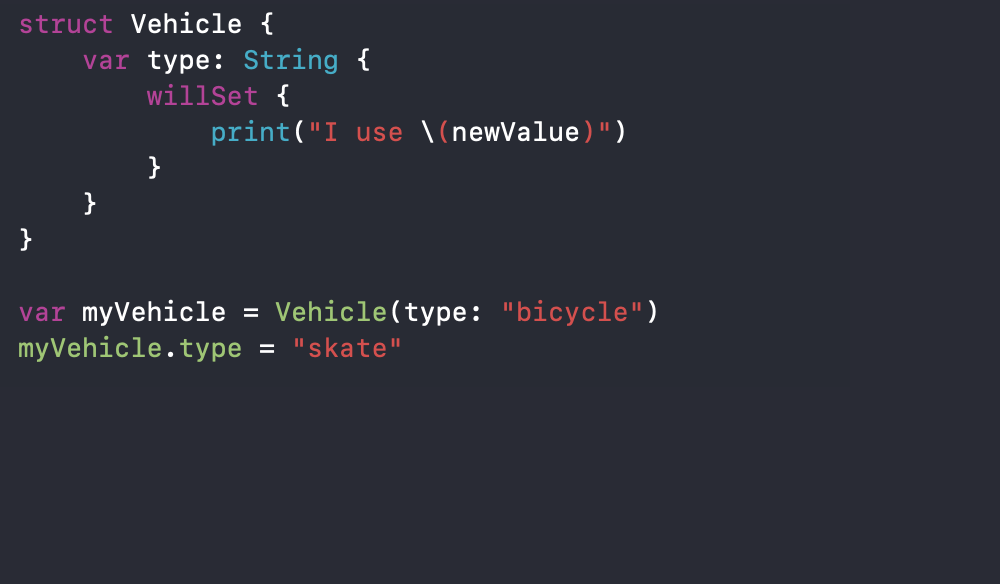 struct Vehicle {
    var type: String {
        willSet {
            print("I use \(newValue)")
        }
    }
}

var myVehicle = Vehicle(type: "bicycle")
myVehicle.type = "skate"